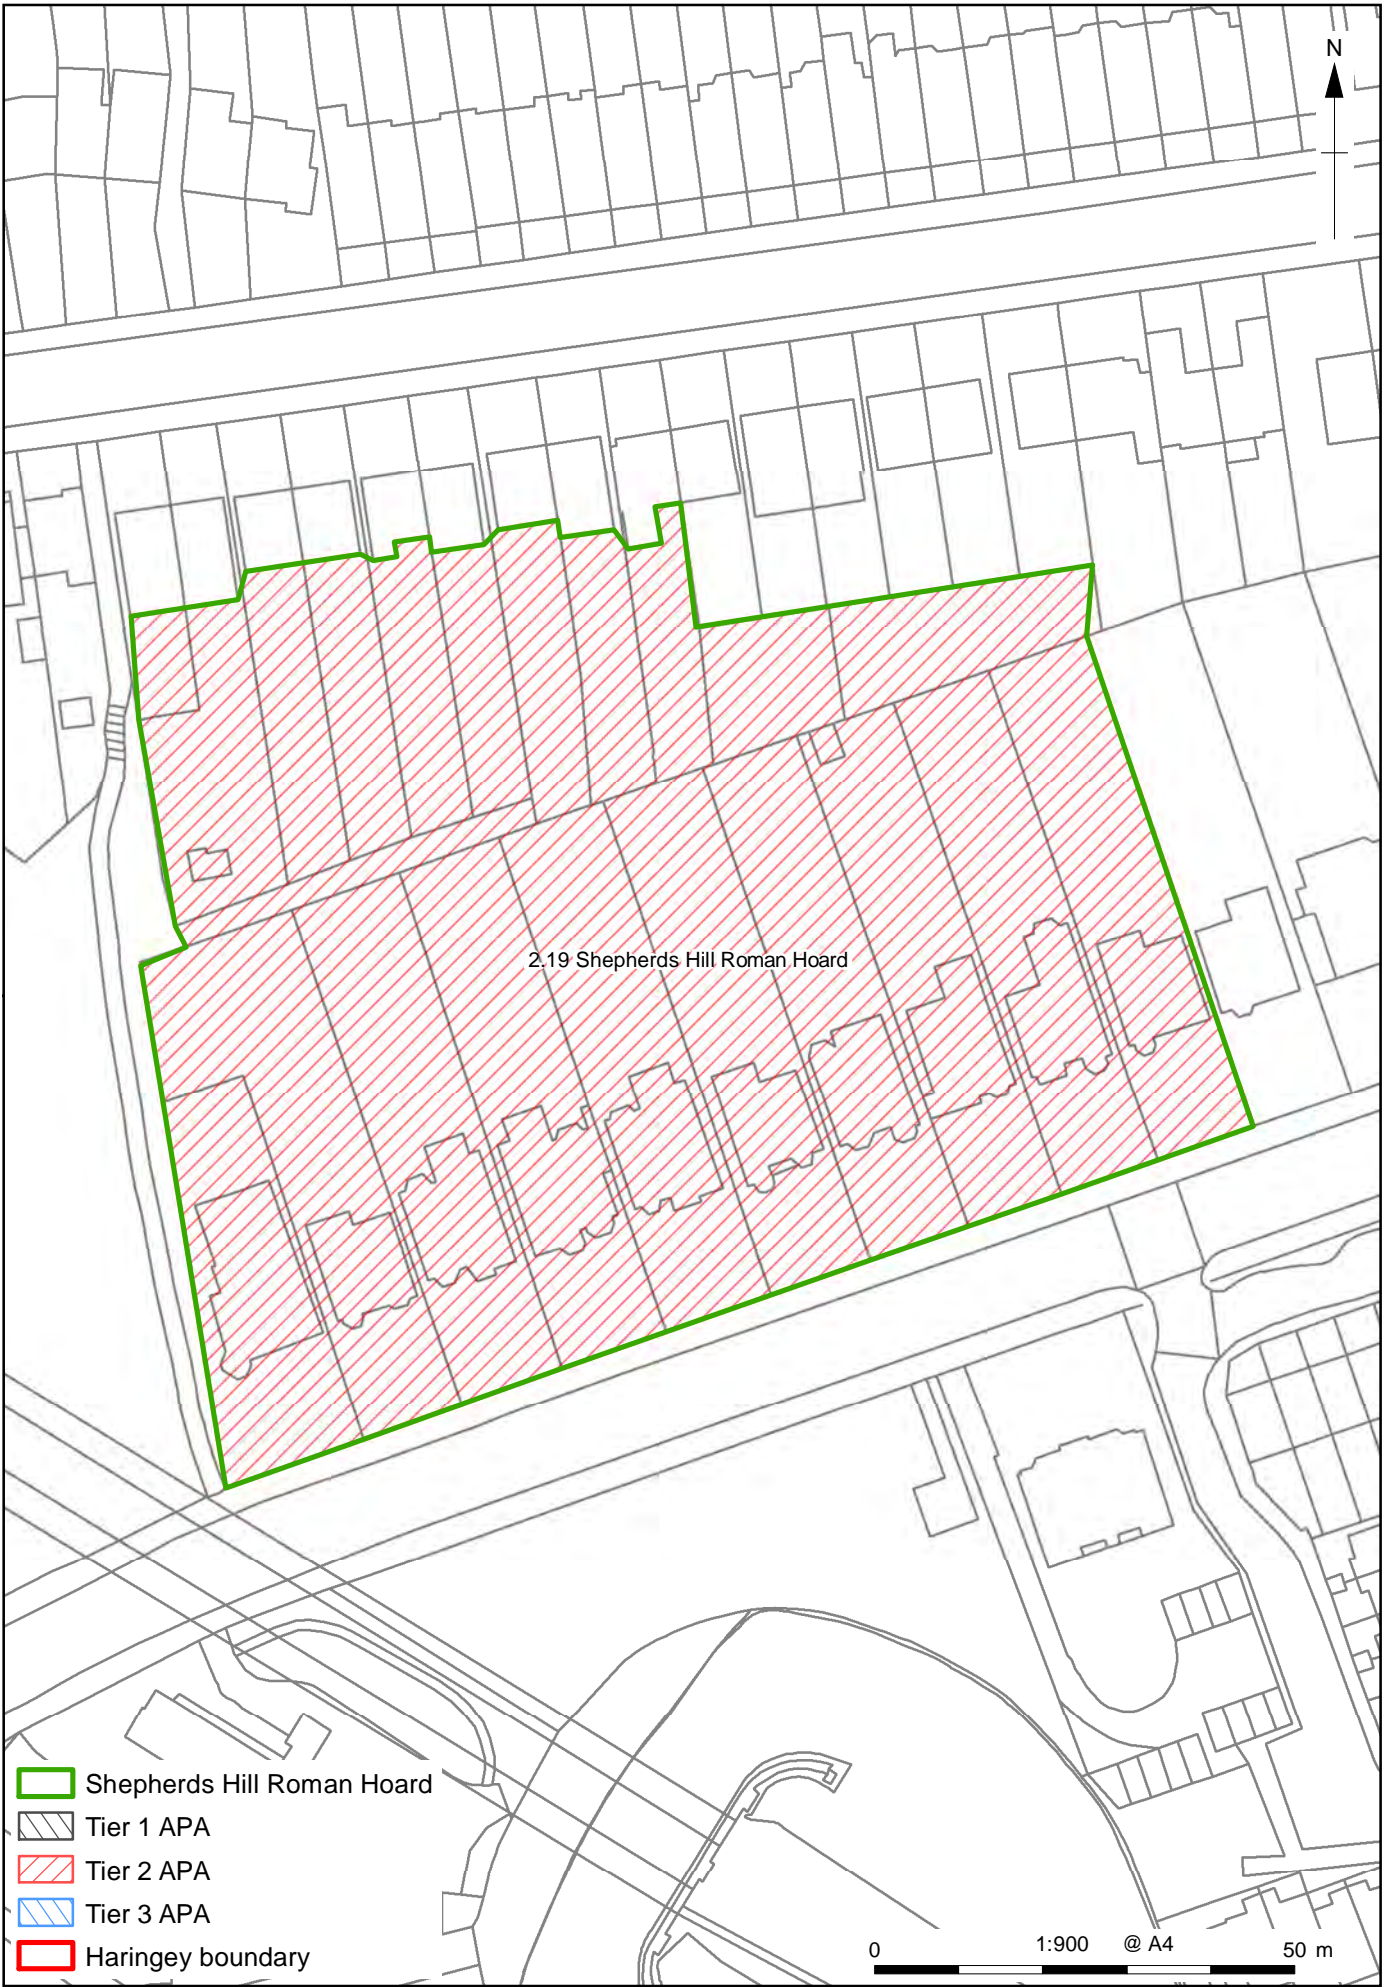 N
2.19 Shepherds Hill Roman Hoard
Shepherds Hill Roman Hoard
Tier 1 APA
Tier 2 APA
Tier 3 APA
Haringey boundary
0 1:900 @ A4 50 m